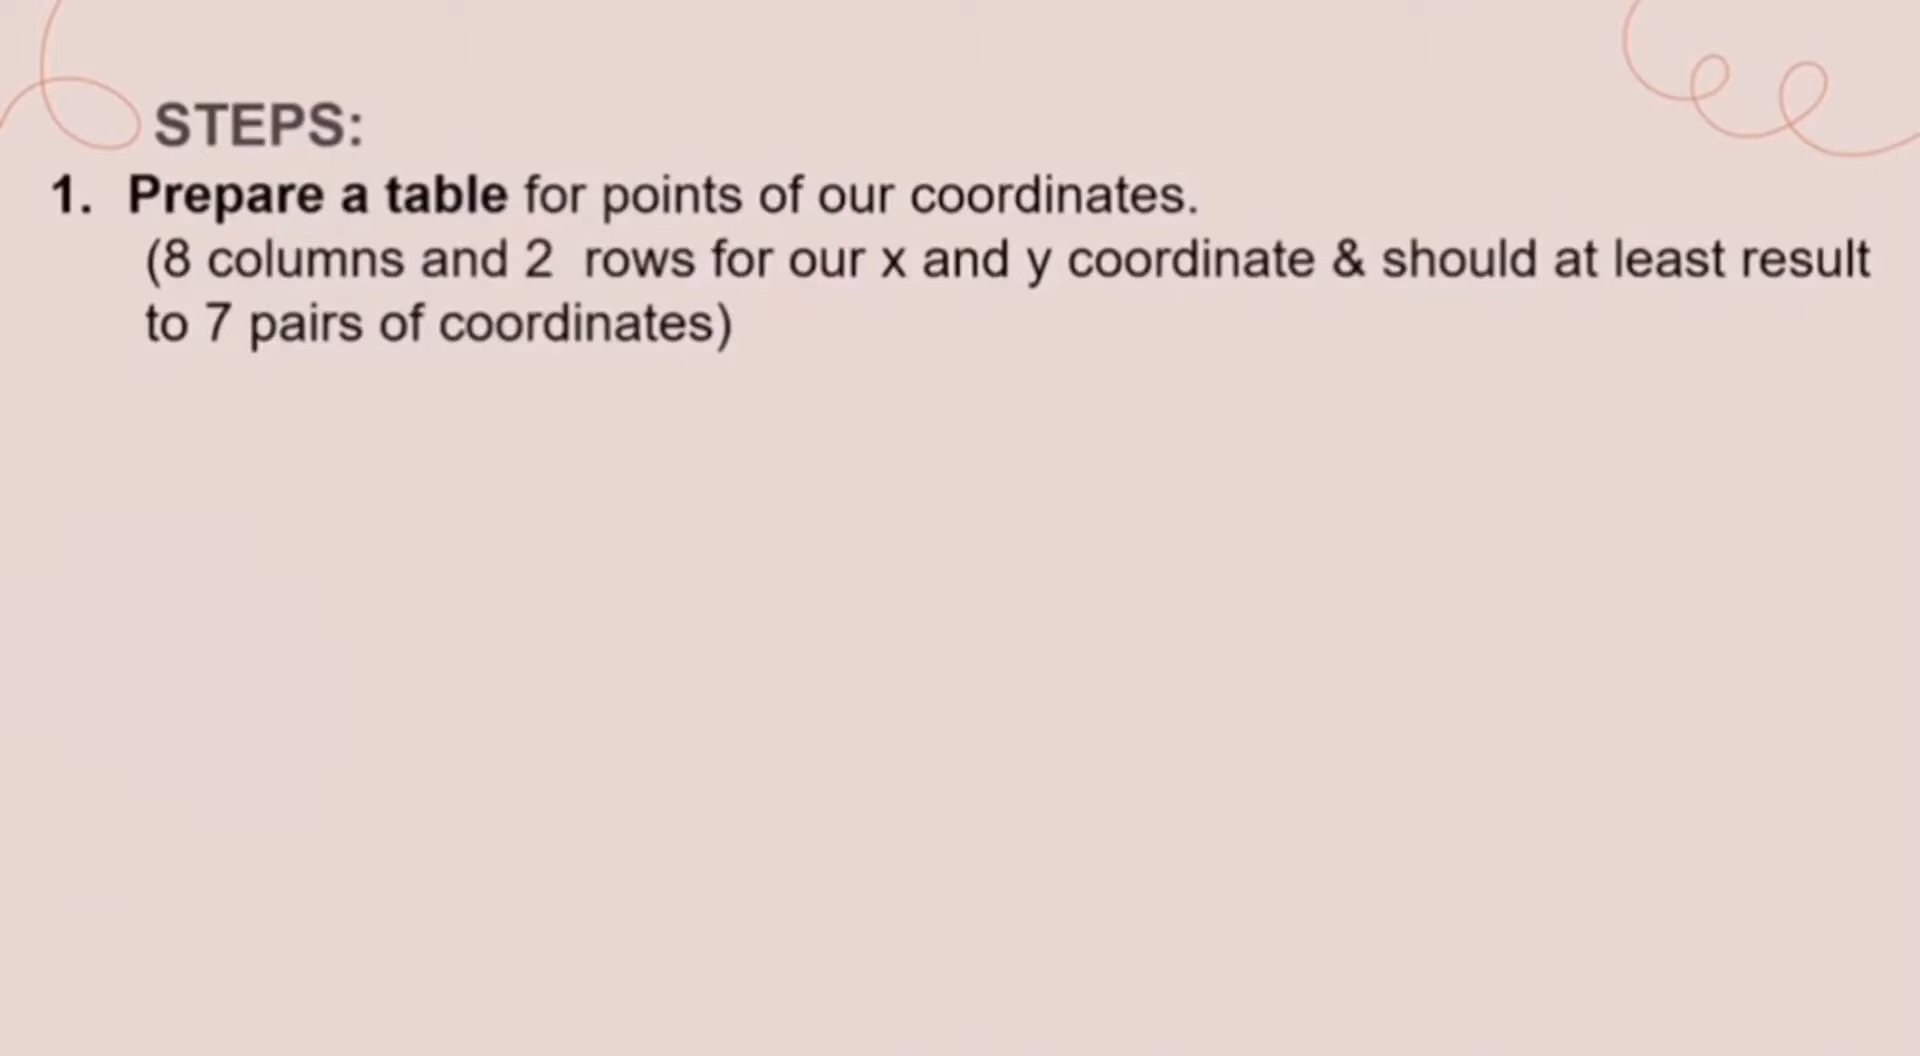 STEPS:
1. Prepare a table for points of our coordinates.
(8 columns and 2 rows for our x and y coordinate & should at least result
to 7 pairs of coordinates)